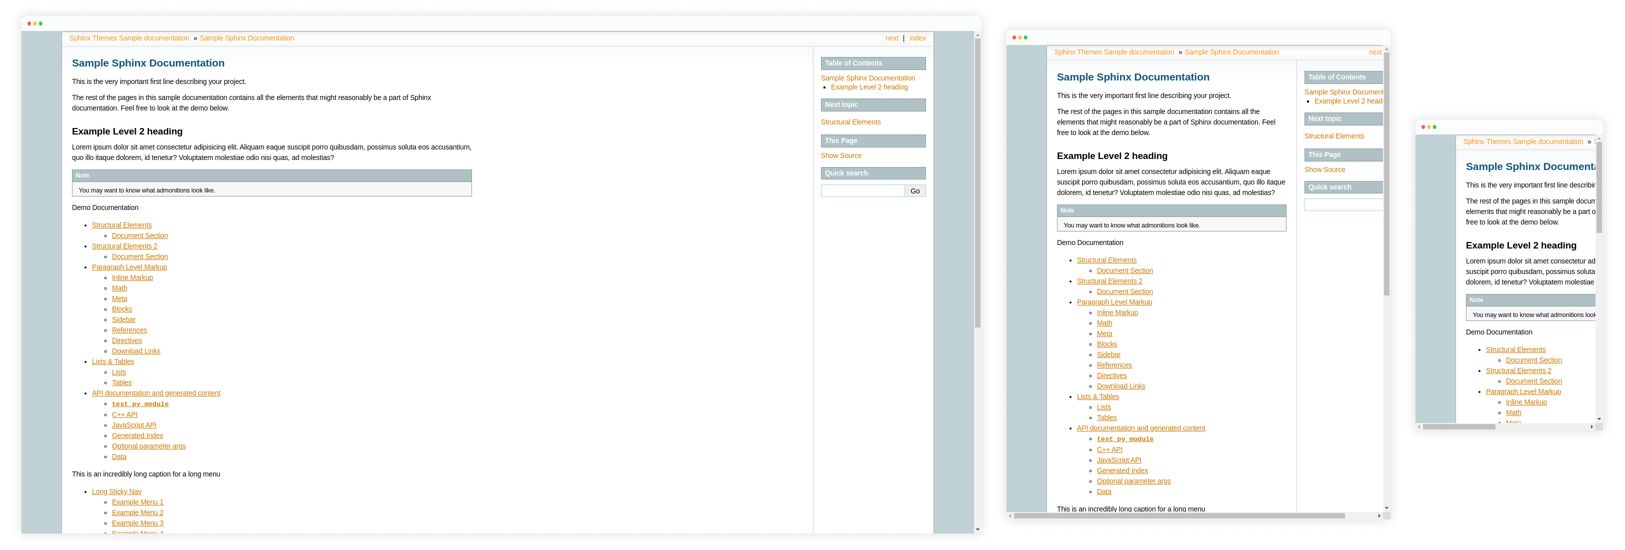 Sphinx Themes Sample documentation » Sample Sphinx Documentation
next | index
Sample Sphinx Documentation
This is the very important first line describing your project.
The rest of the pages in this sample documentation contains all the elements that might reasonably be a part of Sphinx
documentation. Feel free to look at the demo below.
Example Level 2 heading
Lorem ipsum dolor sit amet consectetur adipisicing elit. Aliquam eaque suscipit porro quibusdam, possimus soluta eos accusantium,
quo illo itaque dolorem, id tenetur? Voluptatem molestiae odio nisi quas, ad molestias?
Note
You may want to know what admonitions look like.
Demo Documentation
Structural Elements
Document Section
Structural Elements 2
Document Section
Paragraph Level Markup
Inline Markup
Math
Meta
Blocks
Sidebar
References
Directives
Download Links
Lists & Tables
Lists
Tables
API documentation and generated content
test_py_module
C++ API
JavaScript API
Generated Index
Optional parameter args
Data
This is an incredibly long caption for a long menu
Long Sticky Nav
Example Menu 1
Example Menu 2
Example Menu 3
Example Menu 4
Table of Contents
Sample Sphinx Documentation
Example Level 2 heading
Next topic
Structural Elements
This Page
Show Source
Quick search
Go
Sphinx Themes Sample documentation » Sample Sphinx Documentation
next
Sample Sphinx Documentation
This is the very important first line describing your project.
The rest of the pages in this sample documentation contains all the
elements that might reasonably be a part of Sphinx documentation. Feel
free to look at the demo below.
Example Level 2 heading
Lorem ipsum dolor sit amet consectetur adipisicing elit. Aliquam eaque
suscipit porro quibusdam, possimus soluta eos accusantium, quo illo itaque
dolorem, id tenetur? Voluptatem molestiae odio nisi quas, ad molestias?
Note
You may want to know what admonitions look like.
Demo Documentation
Structural Elements
Document Section
Structural Elements 2
Document Section
Paragraph Level Markup
Inline Markup
Math
Meta
Blocks
Sidebar
References
Directives
Download Links
Lists & Tables
Lists
Tables
API documentation and generated content
test_py_module
C++ API
JavaScript API
Generated Index
Optional parameter args
Data
This is an incredibly long caption for a long menu
Table of Contents
Sample Sphinx Document
Example Level 2 head
Next topic
Structural Elements
This Page
Show Source
Quick search
Sphinx Themes Sample documentation »
Sample Sphinx Documenta
This is the very important first line describin
The rest of the pages in this sample docum
elements that might reasonably be a part o
free to look at the demo below.
Example Level 2 heading
Lorem ipsum dolor sit amet consectetur ad
suscipit porro quibusdam, possimus soluta
dolorem, id tenetur? Voluptatem molestiae
Note
You may want to know what admonitions look
Demo Documentation
Structural Elements
Document Section
Structural Elements 2
Document Section
Paragraph Level Markup
Inline Markup
Math
Meta